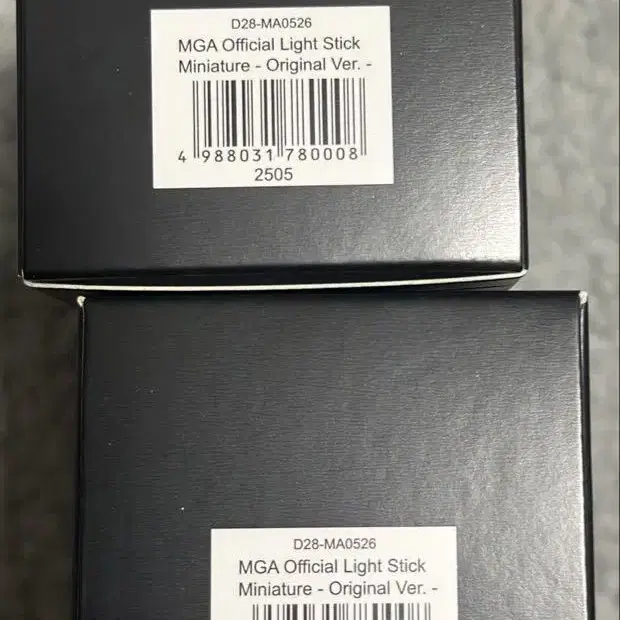 D28-MA0526
MGA Official Light Stick
Miniature - Original Ver. -
4 988031 780008
2505
D28-MA0526
MGA Official Light Stick
Miniature - Original Ver. -